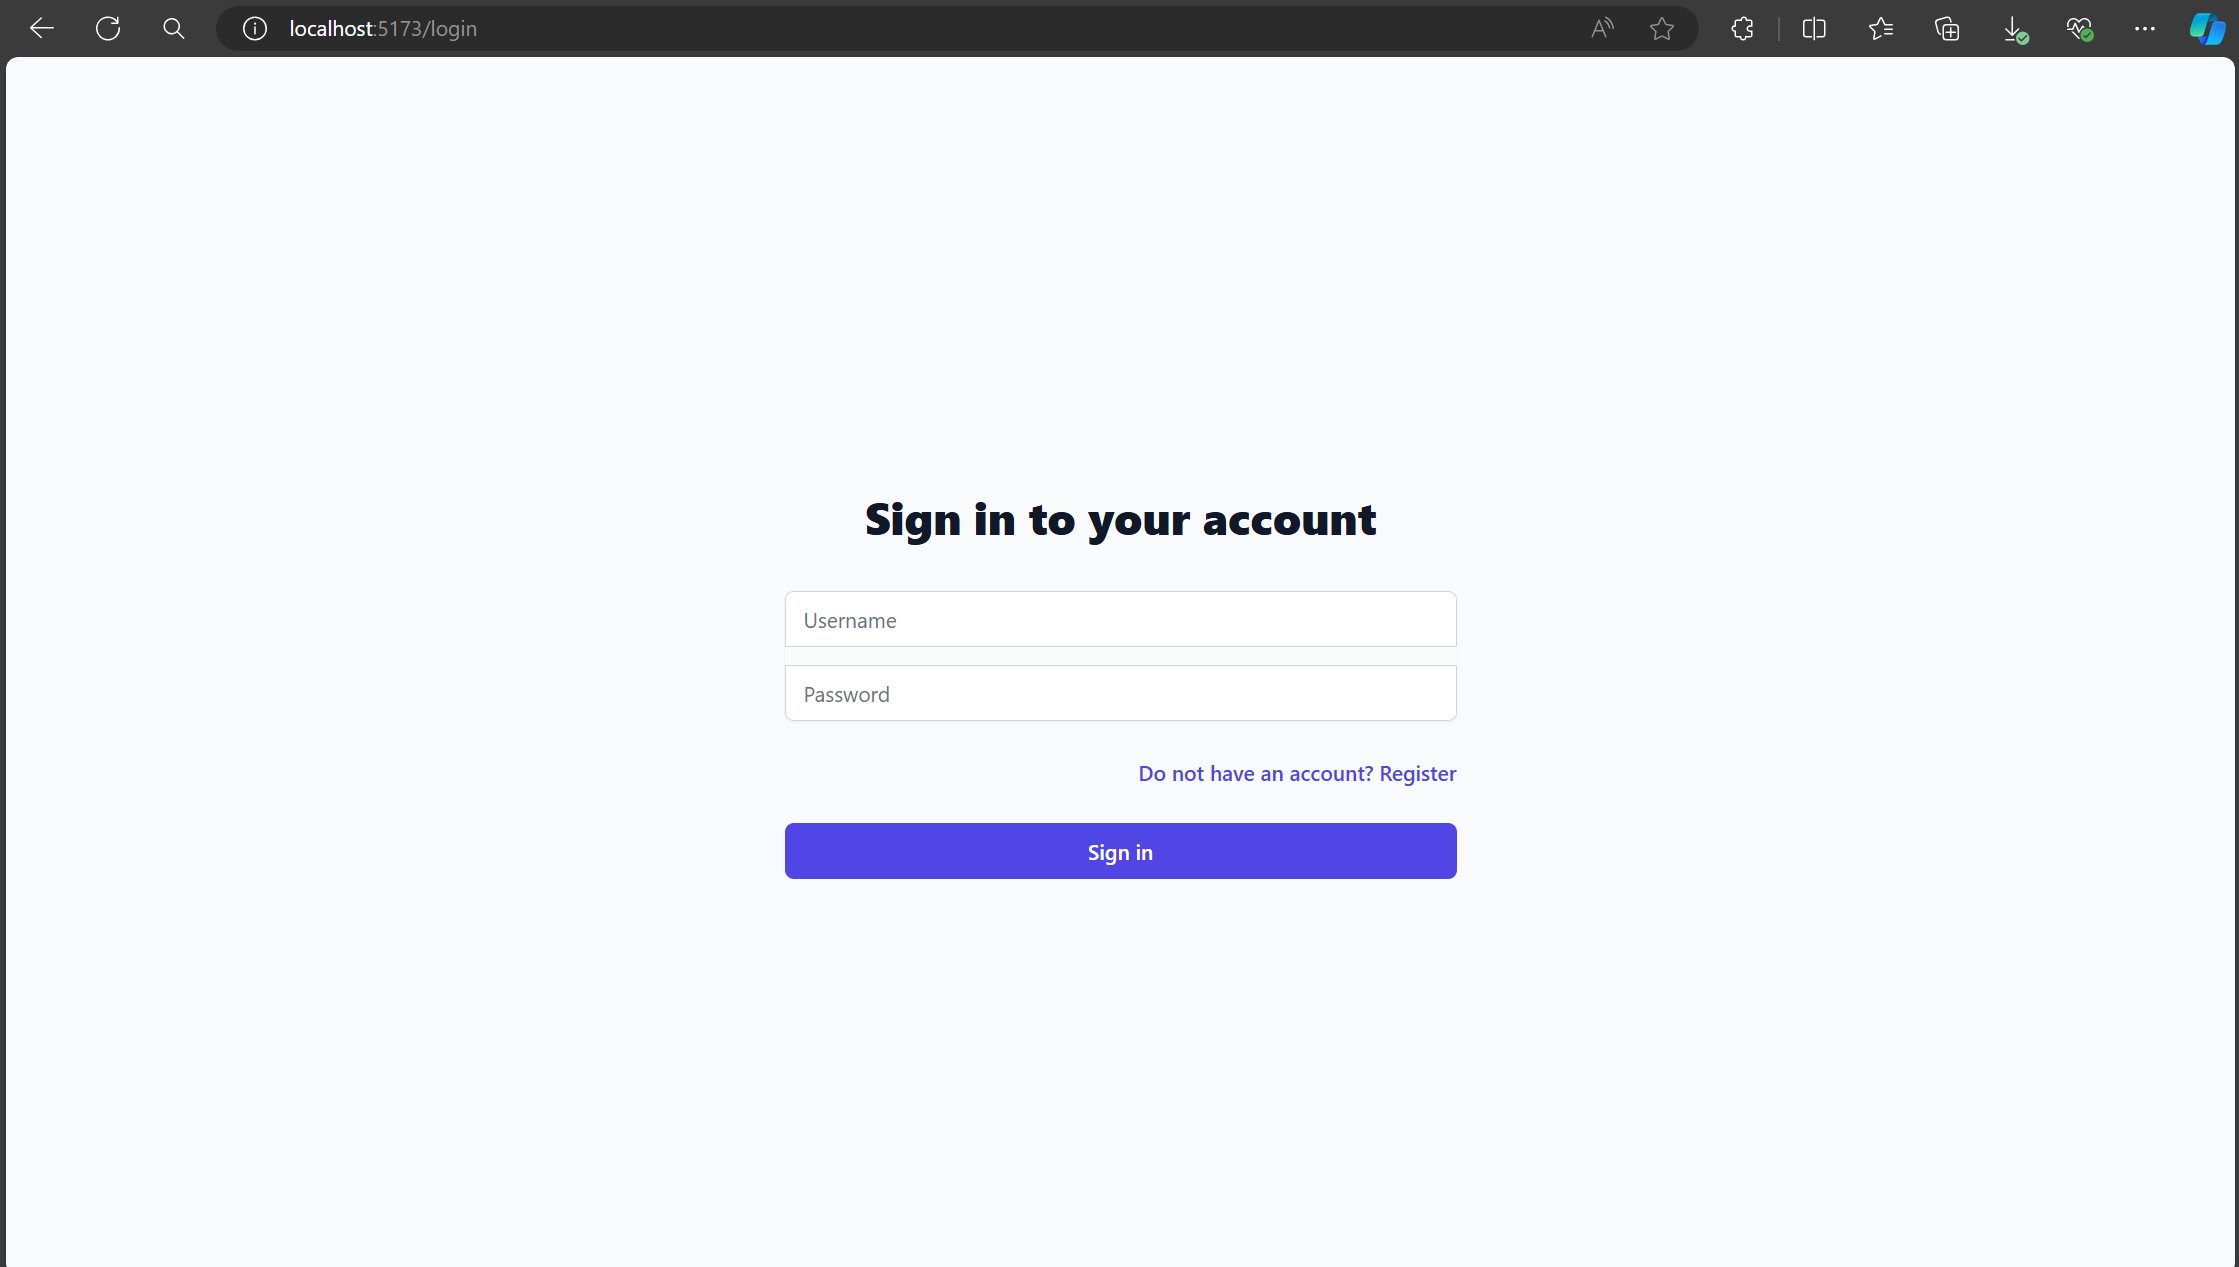 localhost:5173/login
Sign in to your account
Username
Password
Do not have an account? Register
Sign in